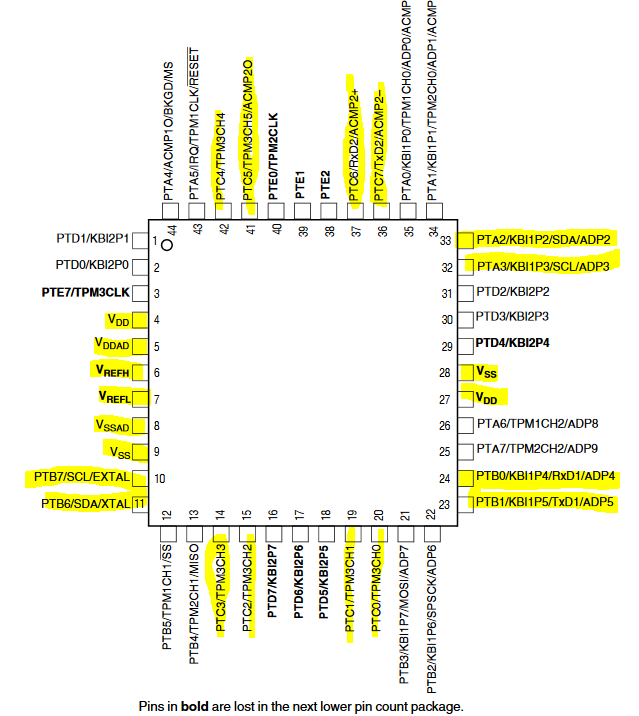 PTA4/ACMP1O/BKGD/MS
PTA5/IRQ/TPM1CLK/RESET
PTC4/TPM3CH4
PTC5/TPM3CH5/ACMP2O
PTE0/TPM2CLK
PTE1
PTE2
PTC6/RxD2/ACMP2+
PTC7/TxD2/ACMP2–
PTA0/KBI1P0/TPM1CH0/ADP0/ACMP
PTA1/KBI1P1/TPM2CH0/ADP1/ACMP
44
43
42
41
40
39
38
37
36
35
34
PTD1/KBI2P1 1
PTD0/KBI2P0 2
PTE7/TPM3CLK 3
VDD 4
VDDAD 5
VREFH 6
VREFL 7
VSSAD 8
VSS 9
PTB7/SCL/EXTAL 10
PTB6/SDA/XTAL 11
33 PTA2/KBI1P2/SDA/ADP2
32 PTA3/KBI1P3/SCL/ADP3
31 PTD2/KBI2P2
30 PTD3/KBI2P3
29 PTD4/KBI2P4
28 VSS
27 VDD
26 PTA6/TPM1CH2/ADP8
25 PTA7/TPM2CH2/ADP9
24 PTB0/KBI1P4/RxD1/ADP4
23 PTB1/KBI1P5/TxD1/ADP5
12
13
14
15
16
17
18
19
20
21
22
PTB5/TPM1CH1/SS
PTB4/TPM2CH1/MISO
PTC3/TPM3CH3
PTC2/TPM3CH2
PTD7/KBI2P7
PTD6/KBI2P6
PTD5/KBI2P5
PTC1/TPM3CH1
PTC0/TPM3CH0
PTB3/KBI1P7/MOSI/ADP7
PTB2/KBI1P6/SPSCK/ADP6
Pins in bold are lost in the next lower pin count package.